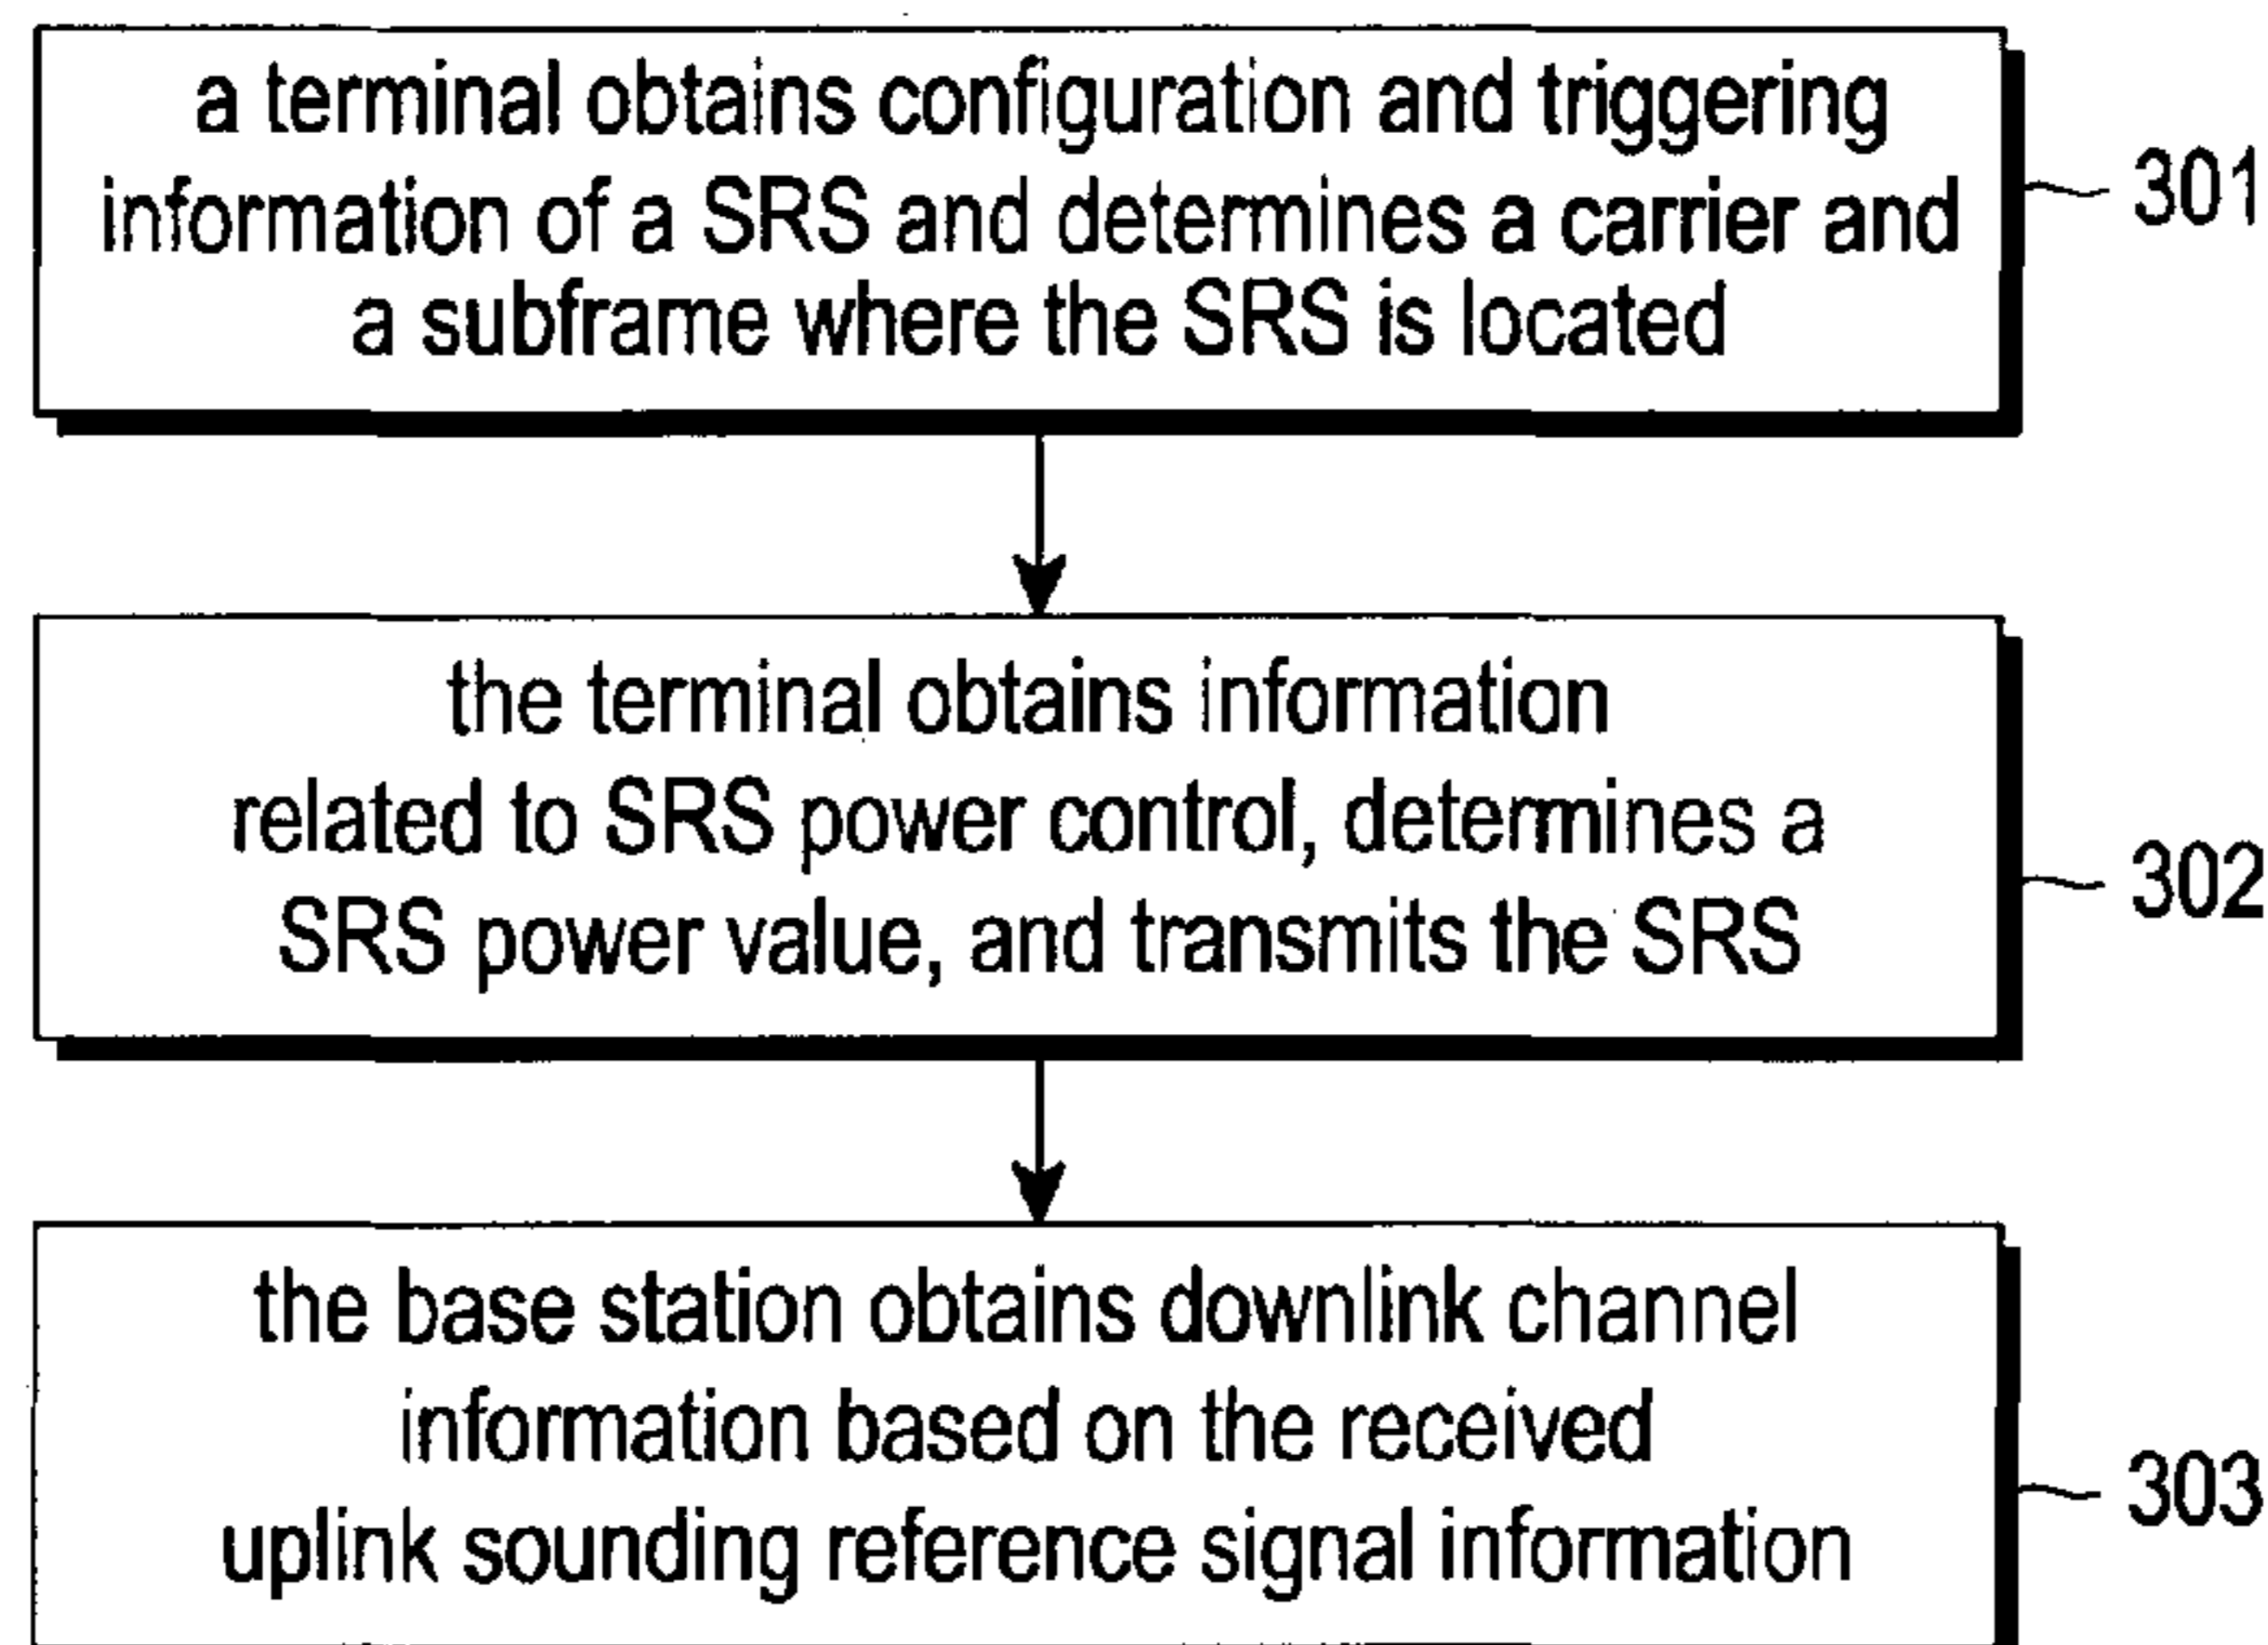 a terminal obtains configuration and triggering
information of a SRS and determines a carrier and
a subframe where the SRS is located
301
the terminal obtains information
related to SRS power control, determines a
SRS power value, and transmits the SRS
302
the base station obtains downlink channel
information based on the received
uplink sounding reference signal information
303